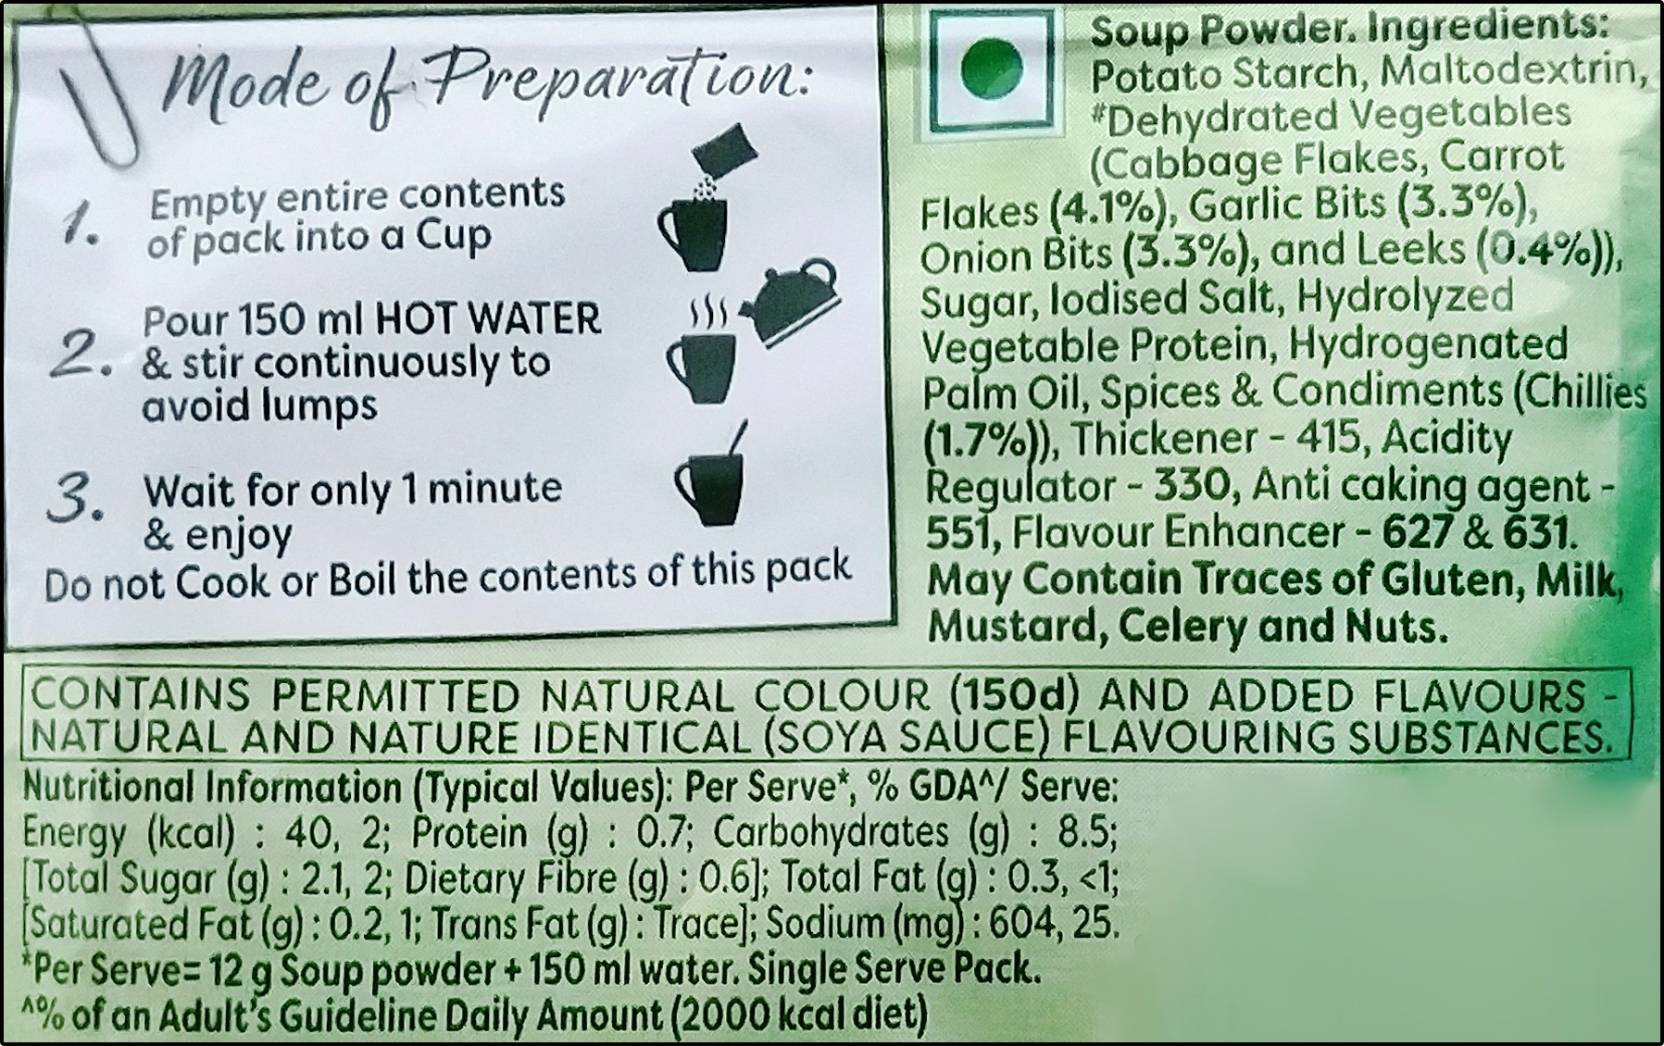 Mode of Preparation:
1. Empty entire contents
of pack into a Cup
2. Pour 150 ml HOT WATER
& stir continuously to
avoid lumps
3. Wait for only 1 minute
& enjoy
Do not Cook or Boil the contents of this pack
Soup Powder. Ingredients:
Potato Starch, Maltodextrin,
#Dehydrated Vegetables
(Cabbage Flakes, Carrot
Flakes (4.1%), Garlic Bits (3.3%),
Onion Bits (3.3%), and Leeks (0.4%)),
Sugar, Iodised Salt, Hydrolyzed
Vegetable Protein, Hydrogenated
Palm Oil, Spices & Condiments (Chillies
(1.7%)), Thickener - 415, Acidity
Regulator - 330, Anti caking agent -
551, Flavour Enhancer - 627 & 631.
May Contain Traces of Gluten, Milk,
Mustard, Celery and Nuts.
CONTAINS PERMITTED NATURAL COLOUR (150d) AND ADDED FLAVOURS -
NATURAL AND NATURE IDENTICAL (SOYA SAUCE) FLAVOURING SUBSTANCES.
Nutritional Information (Typical Values): Per Serve*, % GDA^/ Serve:
Energy (kcal) : 40, 2; Protein (g) : 0.7; Carbohydrates (g) : 8.5;
[Total Sugar (g) : 2.1, 2; Dietary Fibre (g) : 0.6]; Total Fat (g) : 0.3, <1;
[Saturated Fat (g) : 0.2, 1; Trans Fat (g) : Trace]; Sodium (mg) : 604, 25.
*Per Serve= 12 g Soup powder + 150 ml water. Single Serve Pack.
^% of an Adult's Guideline Daily Amount (2000 kcal diet)